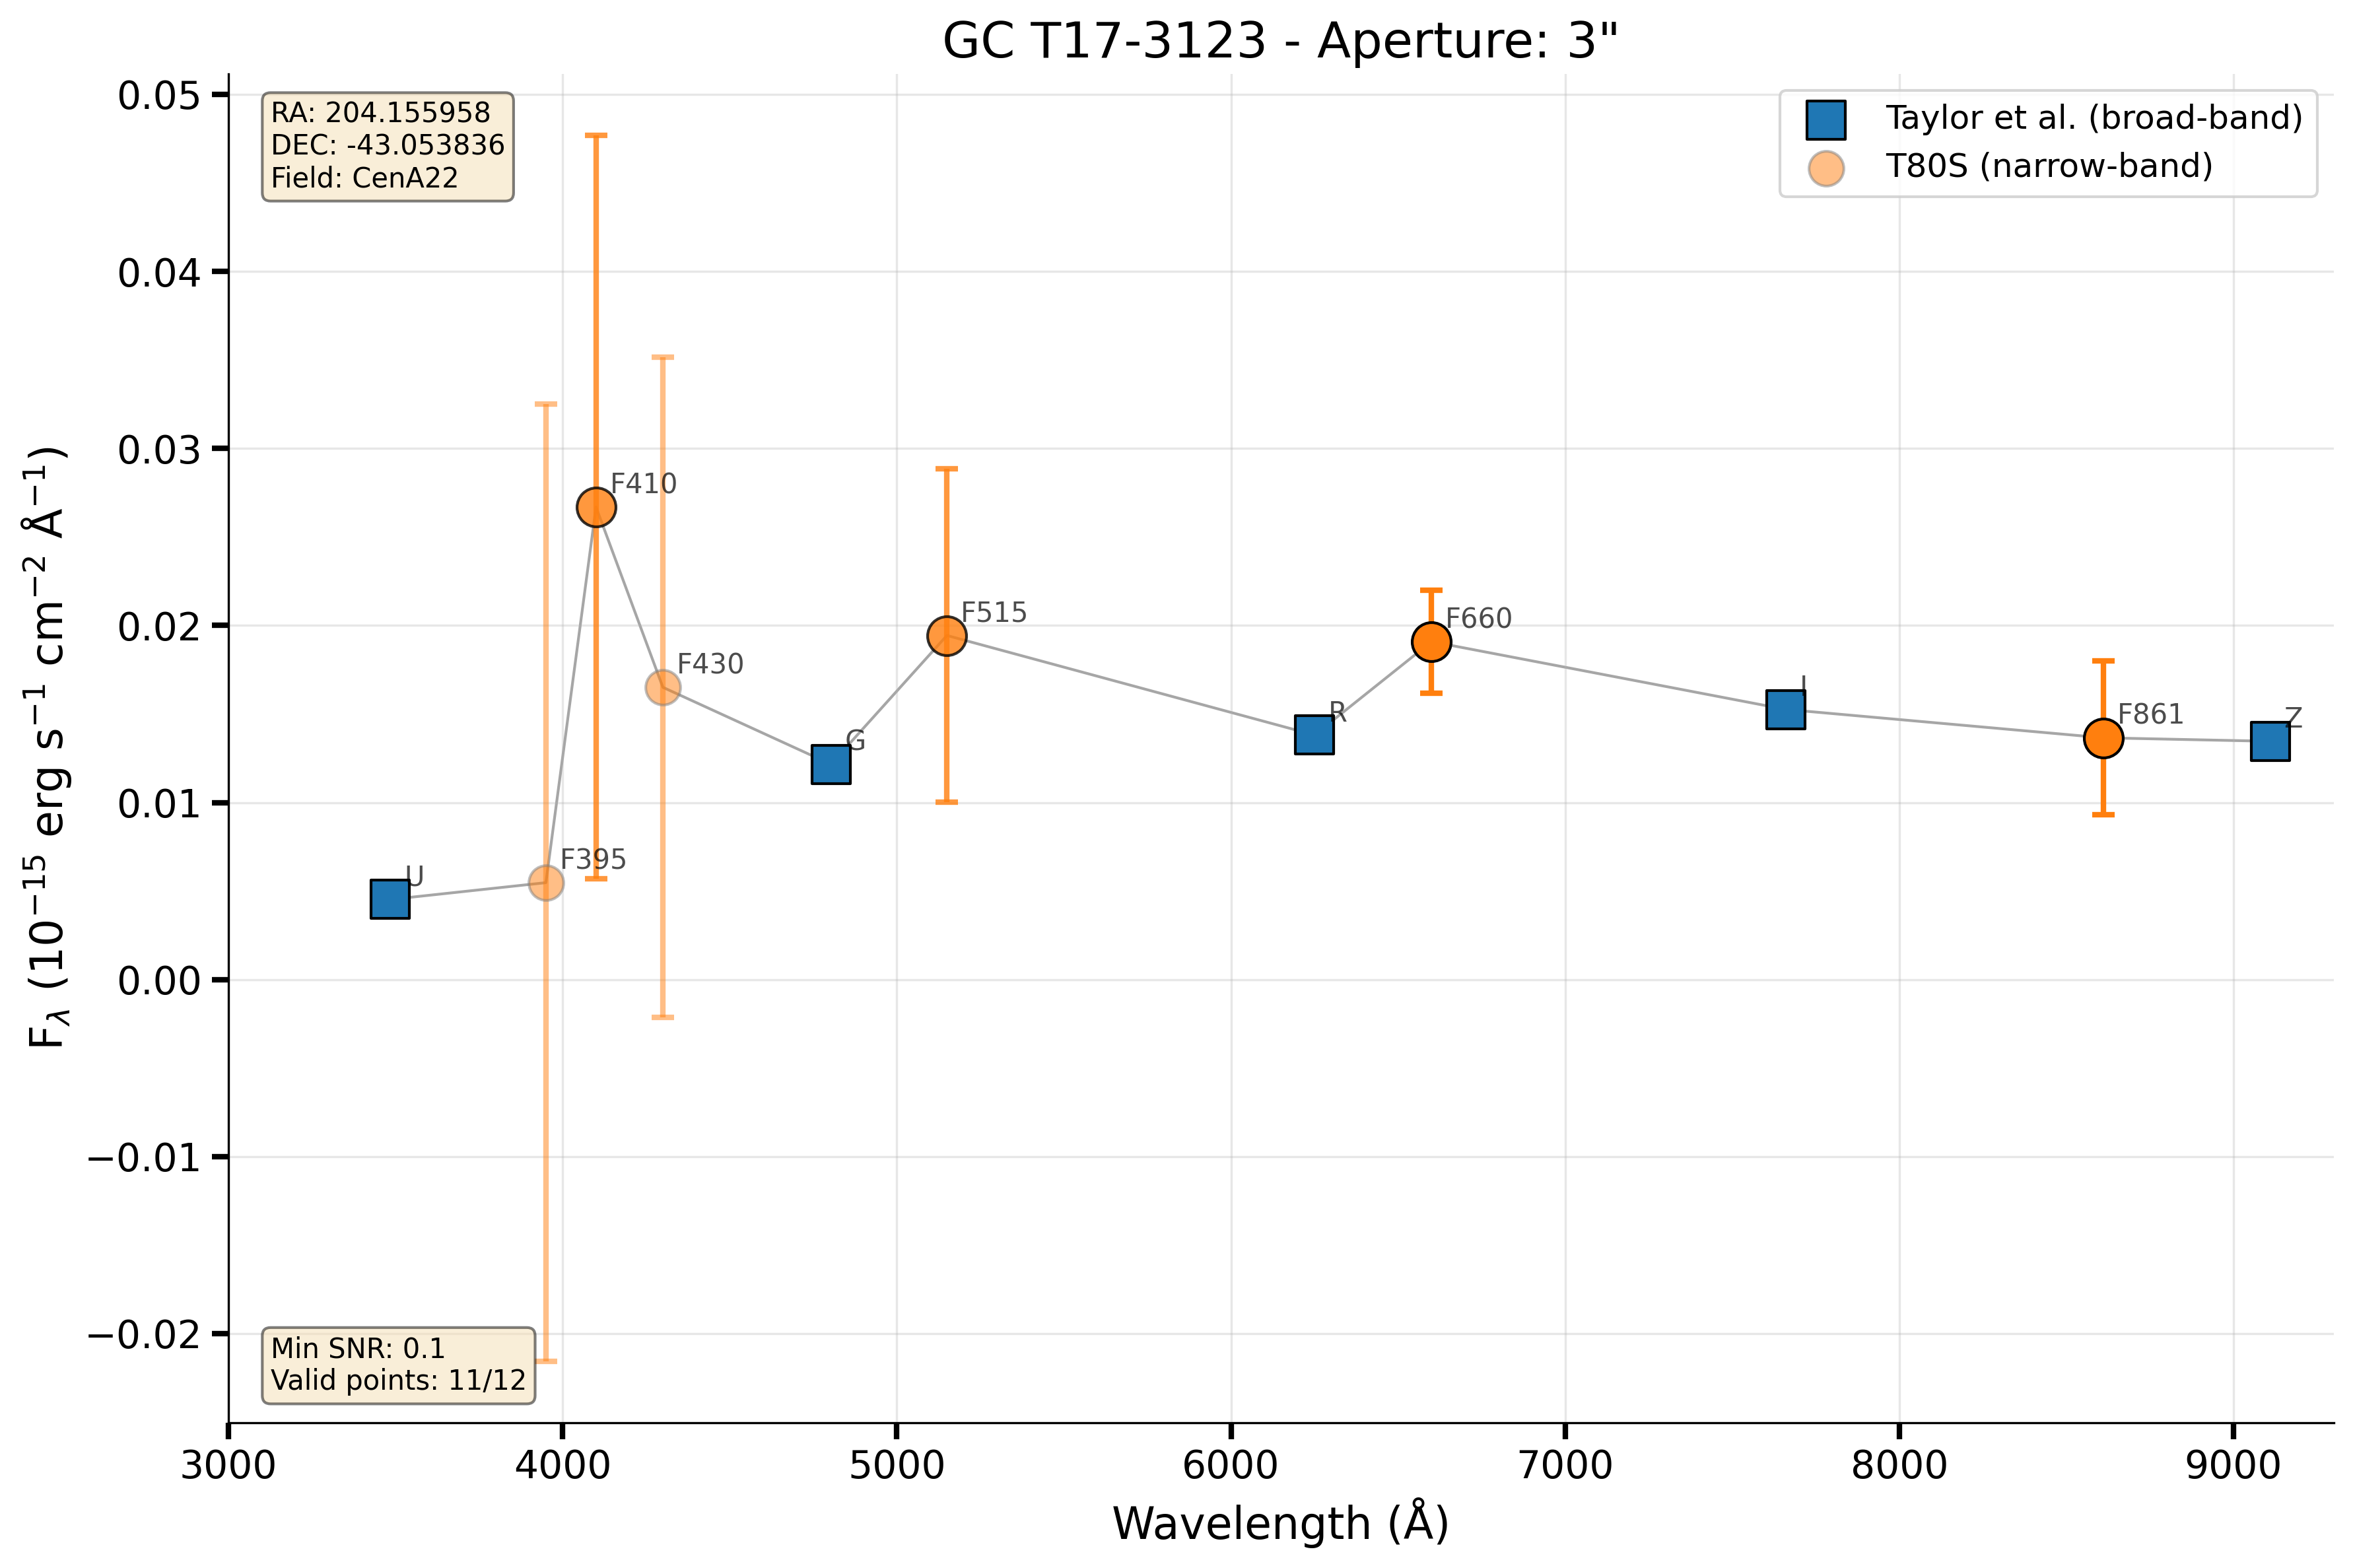 GC T17-3123 - Aperture: 3"
RA: 204.155958
DEC: -43.053836
Field: CenA22
Taylor et al. (broad-band)
T80S (narrow-band)
0.05
0.04
0.03
0.02
0.01
0.00
−0.01
−0.02
F410
F430
F515
F660
F395
U
G
R
I
F861
Z
Min SNR: 0.1
Valid points: 11/12
3000
4000
5000
6000
7000
8000
9000
Wavelength (Å)
Fλ (10⁻¹⁵ erg s⁻¹ cm⁻² Å⁻¹)